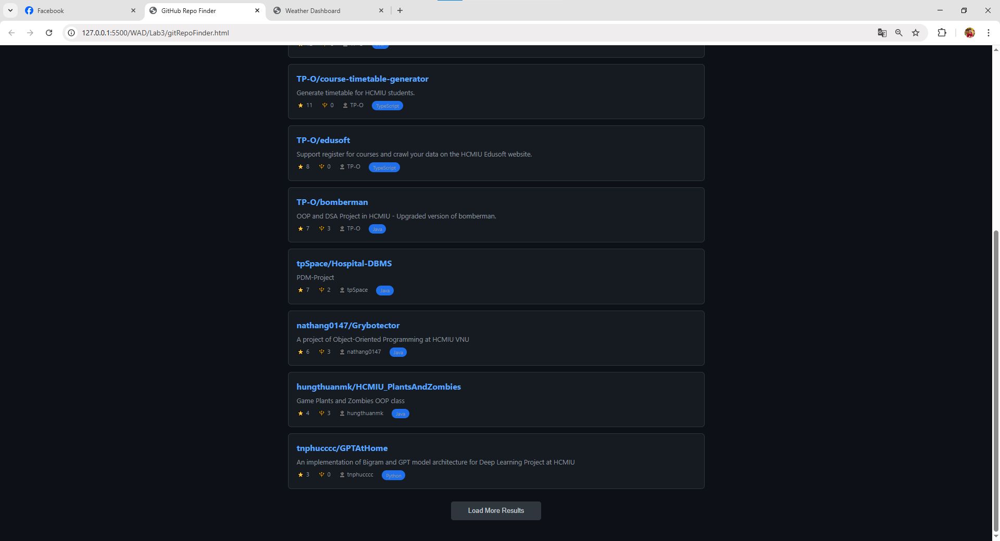 Facebook
GitHub Repo Finder
Weather Dashboard
127.0.0.1:5500/WAD/Lab3/gitRepoFinder.html
TP-O/course-timetable-generator
Generate timetable for HCMIU students.
11 0 TP-O TypeScript
TP-O/edusoft
Support register for courses and crawl your data on the HCMIU Edusoft website.
8 0 TP-O TypeScript
TP-O/bomberman
OOP and DSA Project in HCMIU - Upgraded version of bomberman.
7 3 TP-O Java
tpSpace/Hospital-DBMS
PDM-Project
7 2 tpSpace Java
nathang0147/Grybotector
A project of Object-Oriented Programming at HCMIU VNU
6 3 nathang0147 Java
hungthuanmk/HCMIU_PlantsAndZombies
Game Plants and Zombies OOP class
4 3 hungthuanmk Java
tnphucccc/GPTAtHome
An implementation of Bigram and GPT model architecture for Deep Learning Project at HCMIU
3 0 tnphucccc Python
Load More Results